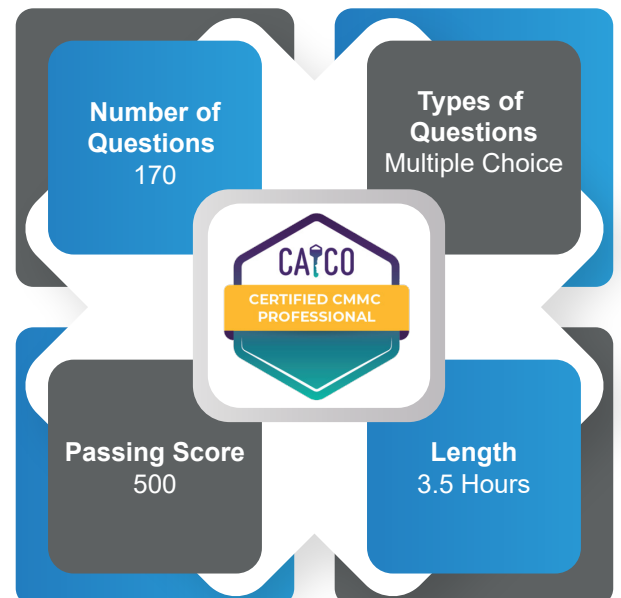 Number of
Questions
170
Types of
Questions
Multiple Choice
CAICO
CERTIFIED CMMC
PROFESSIONAL
Passing Score
500
Length
3.5 Hours